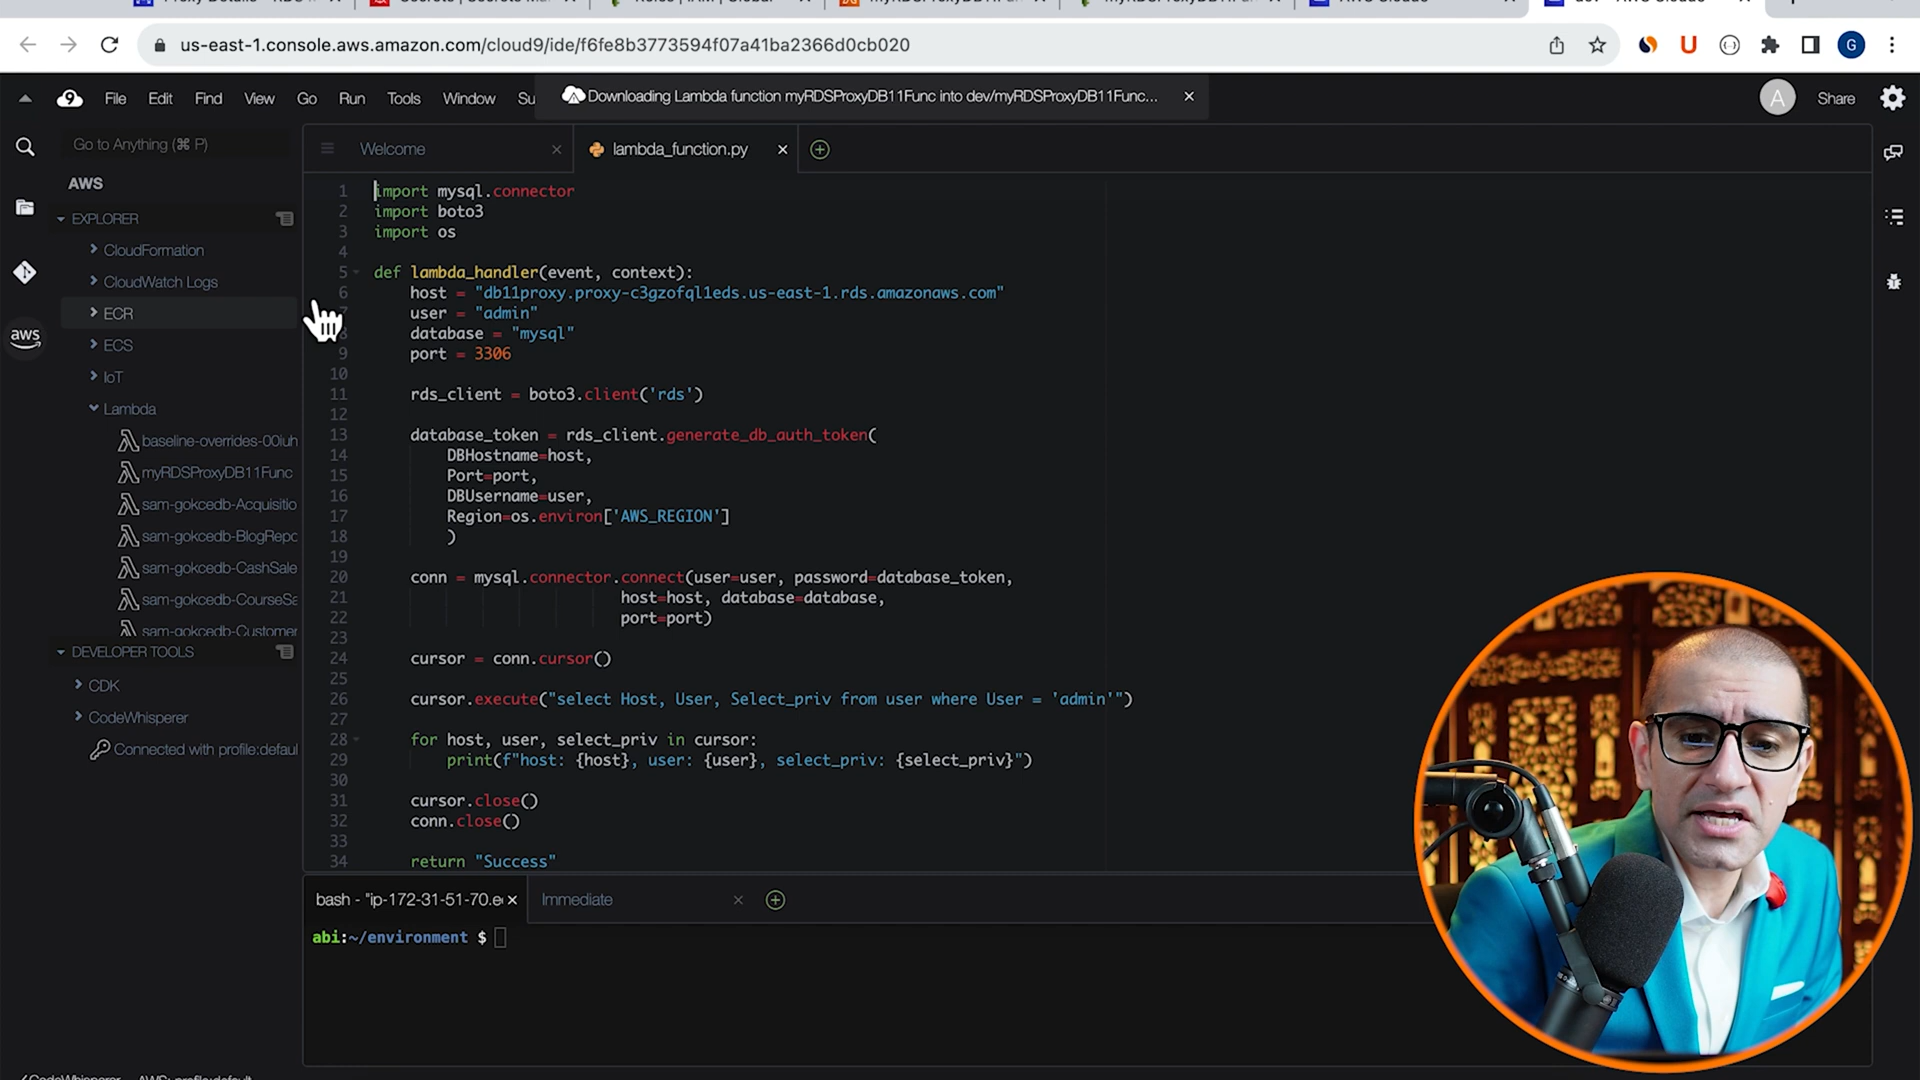 us-east-1.console.aws.amazon.com/cloud9/ide/f6fe8b3773594f07a41ba2366d0cb020
G
9 File Edit Find View Go Run Tools Window Su
Downloading Lambda function myRDSProxyDB11Func into dev/myRDSProxyDB11Func...
A Share
Go to Anything (⌘ P)
AWS
EXPLORER
CloudFormation
CloudWatch Logs
ECR
ECS
IoT
Lambda
baseline-overrides-00iuh
myRDSProxyDB11Func
sam-gokcedb-Acquisitio
sam-gokcedb-BlogRepo
sam-gokcedb-CashSale
sam-gokcedb-CourseSa
sam-gokcedb-Customer
DEVELOPER TOOLS
CDK
CodeWhisperer
Connected with profile:defaul
aws
Welcome
lambda_function.py
1 import mysql.connector
2 import boto3
3 import os
4
5 def lambda_handler(event, context):
6 host = "db11proxy.proxy-c3gzofql1eds.us-east-1.rds.amazonaws.com"
user = "admin"
database = "mysql"
9 port = 3306
10
11 rds_client = boto3.client('rds')
12
13 database_token = rds_client.generate_db_auth_token(
14 DBHostname=host,
15 Port=port,
16 DBUsername=user,
17 Region=os.environ['AWS_REGION']
18 )
19
20 conn = mysql.connector.connect(user=user, password=database_token,
21 host=host, database=database,
22 port=port)
23
24 cursor = conn.cursor()
25
26 cursor.execute("select Host, User, Select_priv from user where User = 'admin'")
27
28 for host, user, select_priv in cursor:
29 print(f"host: {host}, user: {user}, select_priv: {select_priv}")
30
31 cursor.close()
32 conn.close()
33
34 return "Success"
bash - "ip-172-31-51-70.e
Immediate
abi:~/environment $